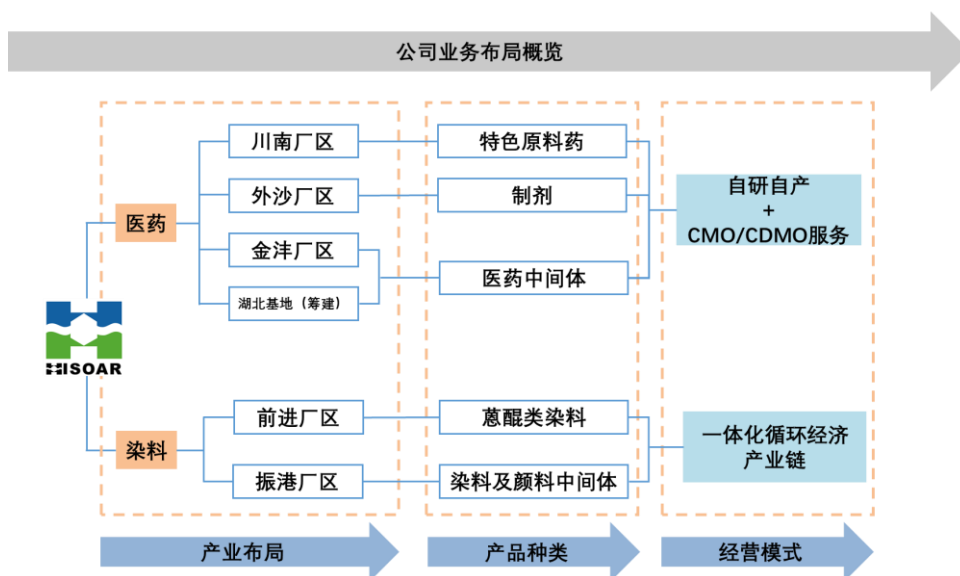 公司业务布局概览
川南厂区
特色原料药
外沙厂区
制剂
自研自产
+
CMO/CDMO服务
医药
金沣厂区
医药中间体
湖北基地（筹建）
HISOAR
前进厂区
蒽醌类染料
一体化循环经济
产业链
染料
振港厂区
染料及颜料中间体
产业布局
产品种类
经营模式